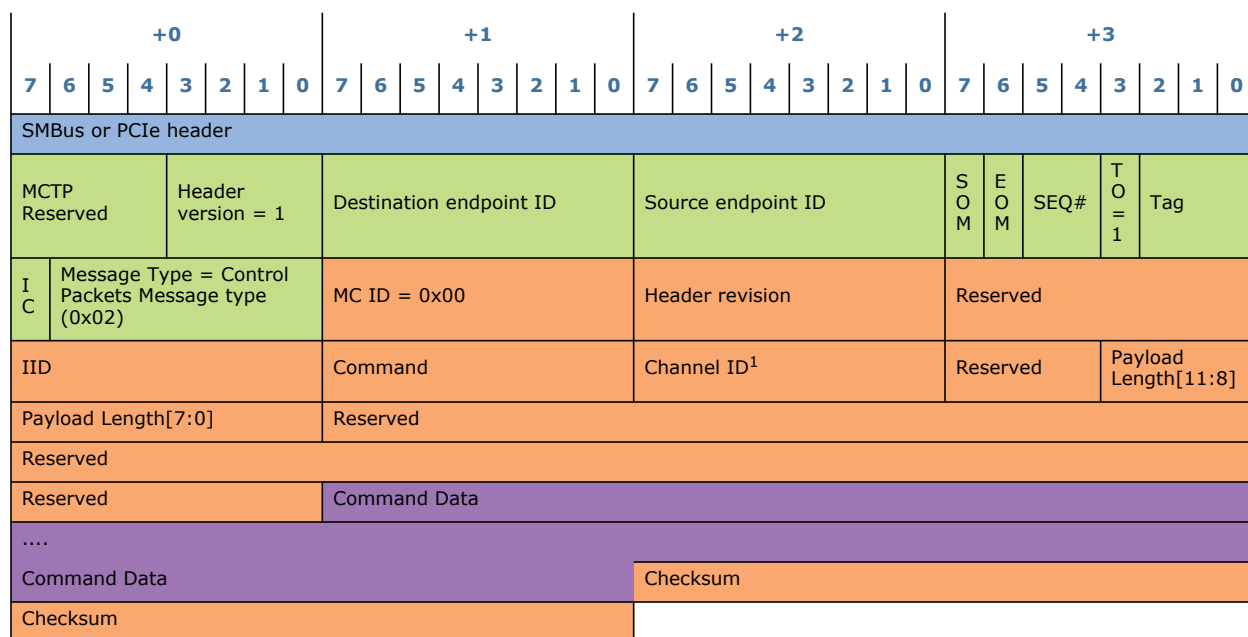 +0 +1 +2 +3
7 6 5 4 3 2 1 0 7 6 5 4 3 2 1 0 7 6 5 4 3 2 1 0 7 6 5 4 3 2 1 0
SMBus or PCIe header
MCTP
Reserved
Header
version = 1
Destination endpoint ID
Source endpoint ID
S
O
M
E
O
M
SEQ#
T
O
=
1
Tag
I
C
Message Type = Control
Packets Message type
(0x02)
MC ID = 0x00
Header revision
Reserved
IID
Command
Channel ID1
Reserved
Payload
Length[11:8]
Payload Length[7:0]
Reserved
Reserved
Reserved
Command Data
....
Command Data
Checksum
Checksum